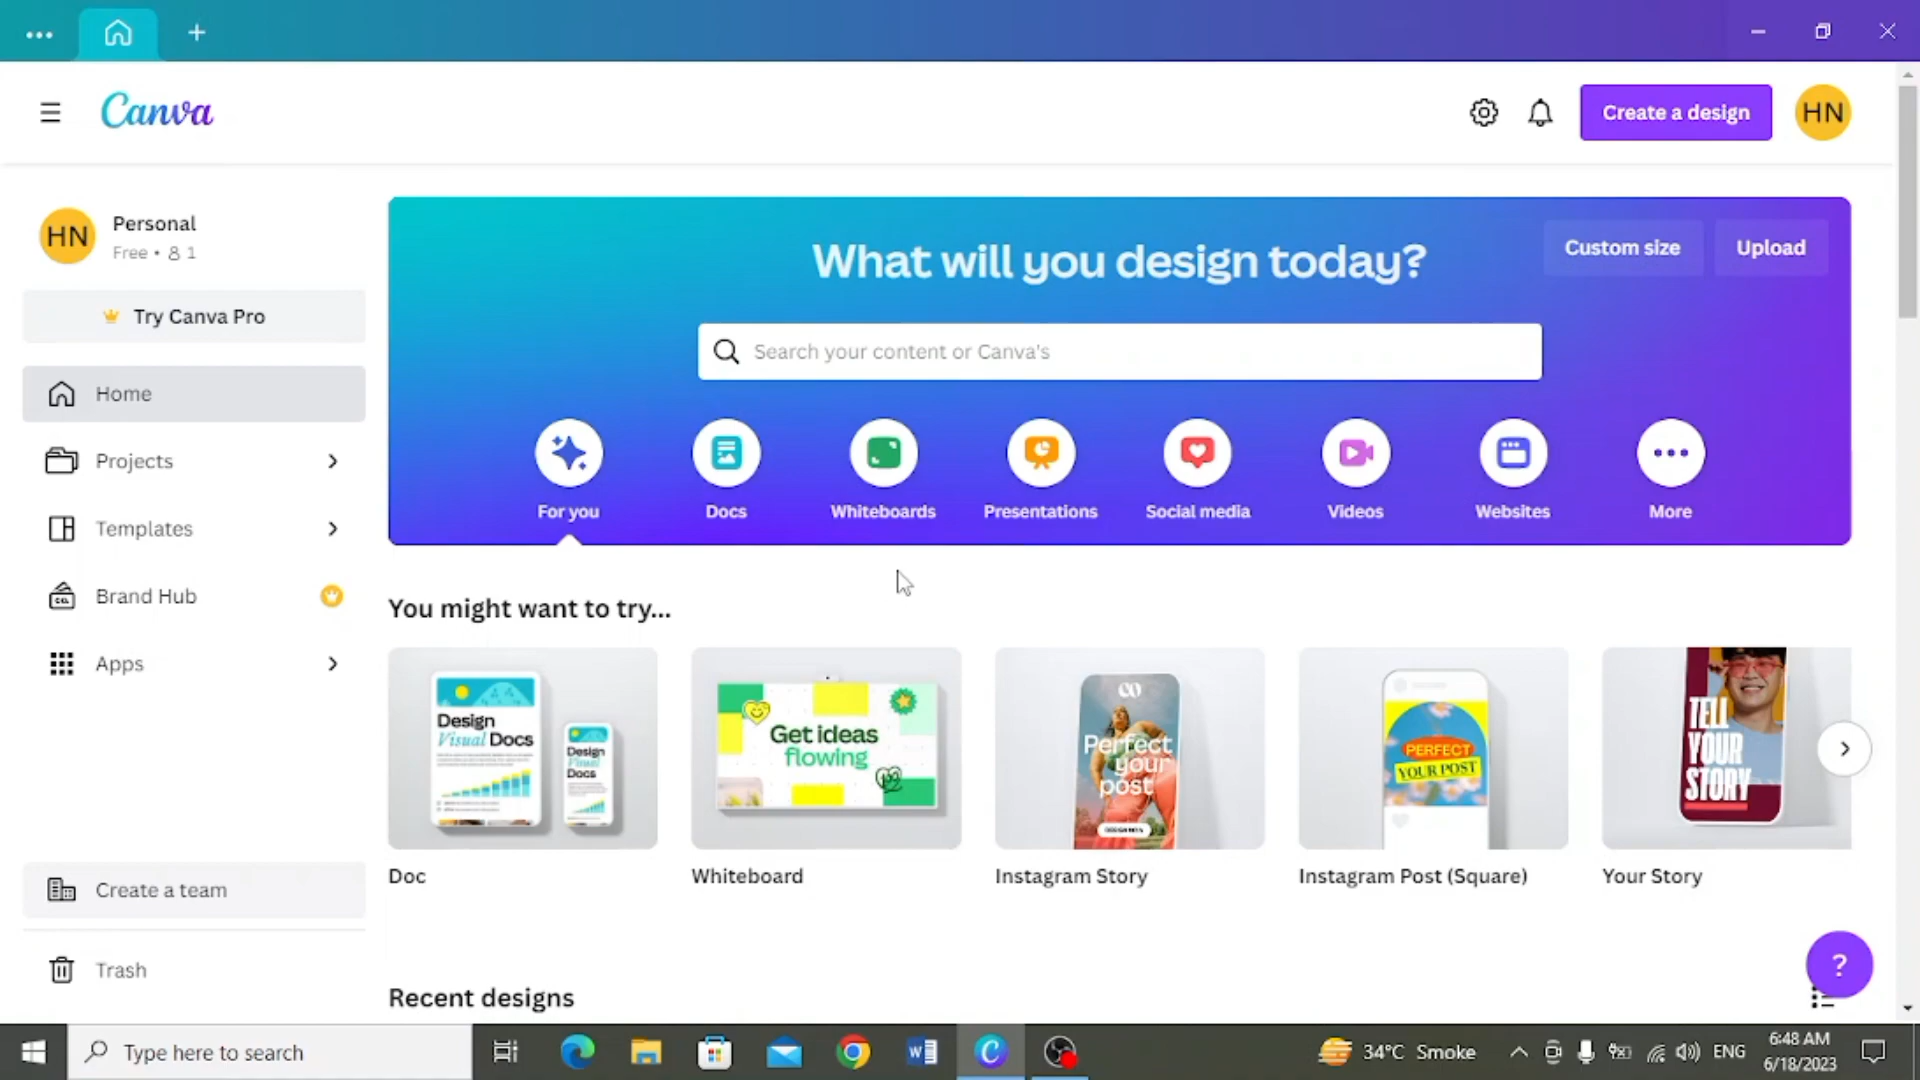 Canva
Create a design
HN
HN
Personal
Free • 1
Try Canva Pro
Home
Projects
Templates
Brand Hub
Apps
Create a team
Trash
What will you design today?
Custom size
Upload
Search your content or Canva's
For you
Docs
Whiteboards
Presentations
Social media
Videos
Websites
More
You might want to try...
Design
Visual Docs
Design
Visual
Docs
Get ideas
flowing
Perfect
your
post
PERFECT
YOUR POST
TELL
YOUR
STORY
Doc
Whiteboard
Instagram Story
Instagram Post (Square)
Your Story
?
Recent designs
Type here to search
34°C Smoke
ENG
6:48 AM
6/18/2023